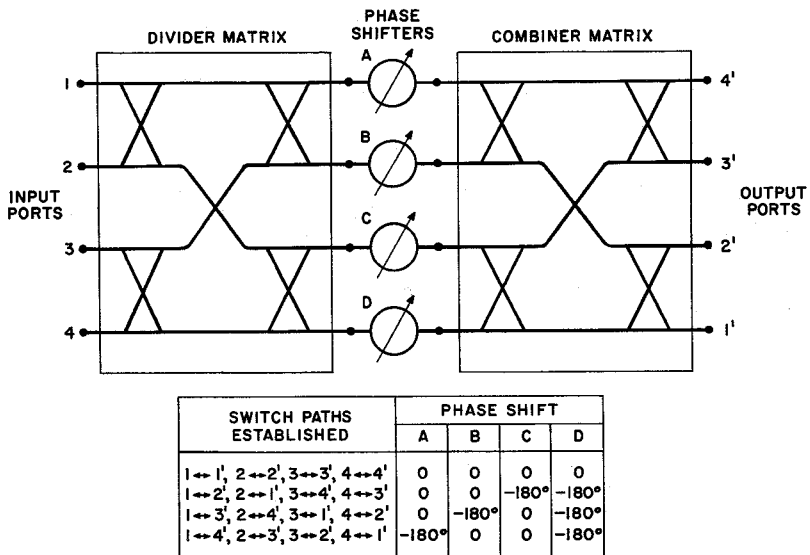 DIVIDER MATRIX
PHASE
SHIFTERS
COMBINER MATRIX
A
1
4'
B
2
3'
INPUT
PORTS
OUTPUT
PORTS
C
3
2'
D
4
1'
SWITCH PATHS
ESTABLISHED
PHASE SHIFT
A B C D
1↔1', 2↔2', 3↔3', 4↔4' 0 0 0 0
1↔2', 2↔1', 3↔4', 4↔3' 0 0 -180° -180°
1↔3', 2↔4', 3↔1', 4↔2' 0 -180° 0 -180°
1↔4', 2↔3', 3↔2', 4↔1' -180° 0 0 -180°